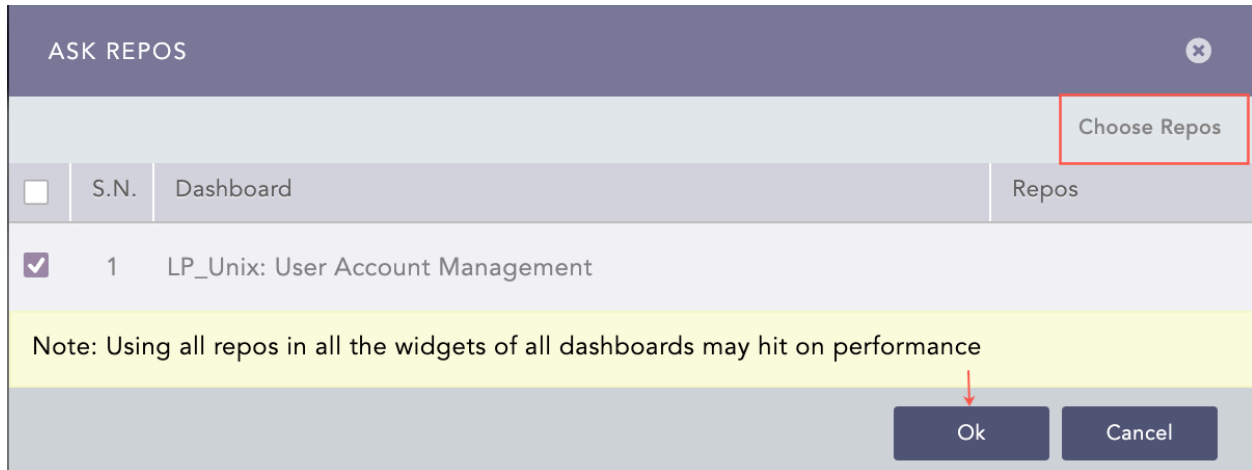 ASK REPOS
Choose Repos
S.N. Dashboard Repos
1 LP_Unix: User Account Management
Note: Using all repos in all the widgets of all dashboards may hit on performance
Ok Cancel